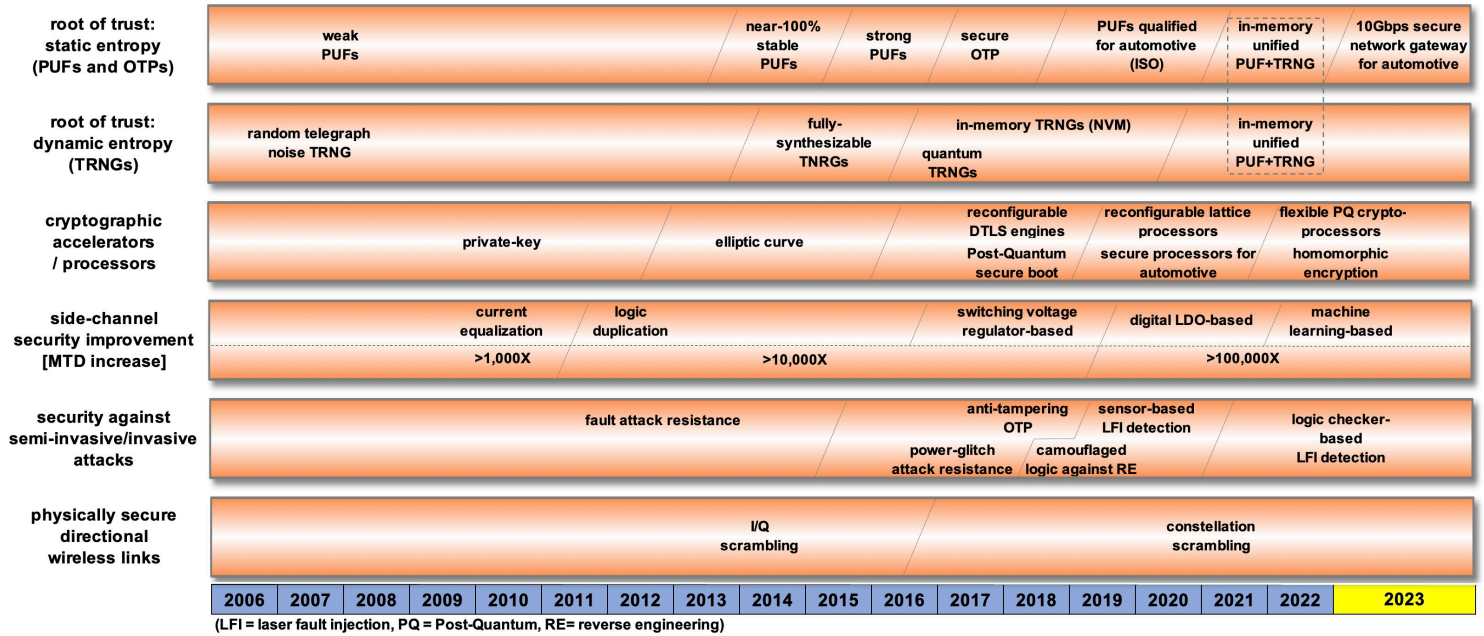 root of trust:
static entropy
(PUFs and OTPs)
weak
PUFs
near-100%
stable
PUFs
strong
PUFs
secure
OTP
PUFs qualified
for automotive
(ISO)
in-memory
unified
PUF+TRNG
10Gbps secure
network gateway
for automotive
root of trust:
dynamic entropy
(TRNGs)
random telegraph
noise TRNG
fully-
synthesizable
TNRGs
in-memory TRNGs (NVM)
quantum
TRNGs
in-memory
unified
PUF+TRNG
cryptographic
accelerators
/ processors
private-key
elliptic curve
reconfigurable
DTLS engines
Post-Quantum
secure boot
reconfigurable lattice
processors
secure processors for
automotive
flexible PQ crypto-
processors
homomorphic
encryption
side-channel
security improvement
[MTD increase]
current
equalization
logic
duplication
switching voltage
regulator-based
digital LDO-based
machine
learning-based
>1,000X
>10,000X
>100,000X
security against
semi-invasive/invasive
attacks
fault attack resistance
anti-tampering
OTP
power-glitch
attack resistance
sensor-based
LFI detection
camouflaged
logic against RE
logic checker-
based
LFI detection
physically secure
directional
wireless links
I/Q
scrambling
constellation
scrambling
2006 2007 2008 2009 2010 2011 2012 2013 2014 2015 2016 2017 2018 2019 2020 2021 2022 2023
(LFI = laser fault injection, PQ = Post-Quantum, RE= reverse engineering)